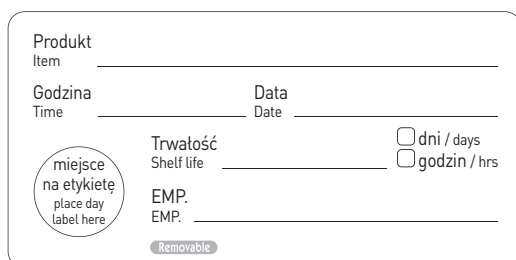 Produkt
Item
Godzina Data
Time Date
Trwałość dni / days
Shelf life godzin / hrs
miejsce
na etykietę
place day
label here
EMP.
EMP.
Removable